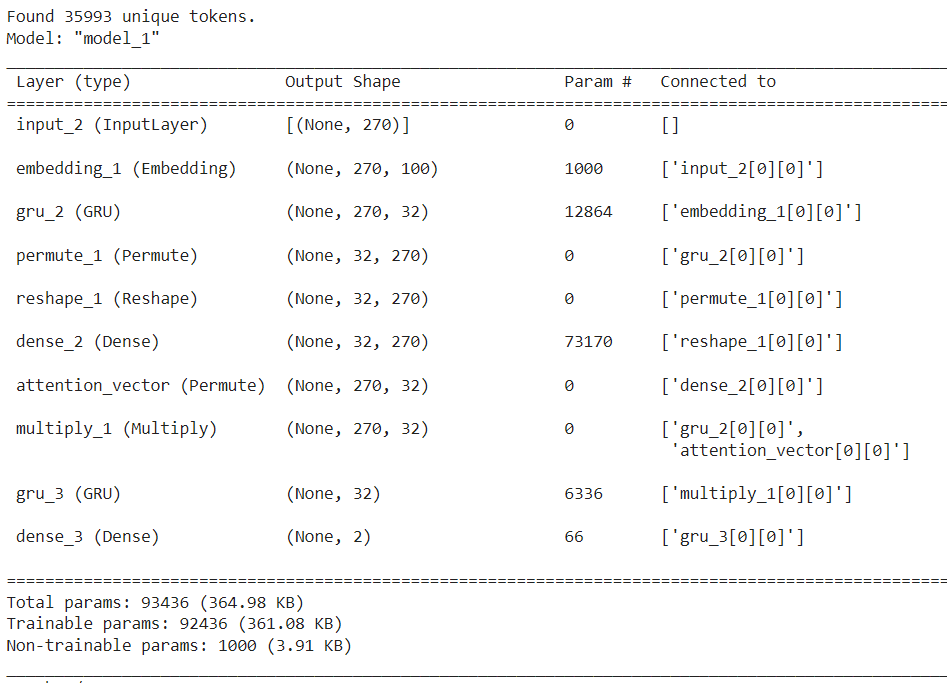 Found 35993 unique tokens.
Model: "model_1"
Layer (type) Output Shape Param # Connected to
input_2 (InputLayer) [(None, 270)] 0 []
embedding_1 (Embedding) (None, 270, 100) 1000 ['input_2[0][0]']
gru_2 (GRU) (None, 270, 32) 12864 ['embedding_1[0][0]']
permute_1 (Permute) (None, 32, 270) 0 ['gru_2[0][0]']
reshape_1 (Reshape) (None, 32, 270) 0 ['permute_1[0][0]']
dense_2 (Dense) (None, 32, 270) 73170 ['reshape_1[0][0]']
attention_vector (Permute) (None, 270, 32) 0 ['dense_2[0][0]']
multiply_1 (Multiply) (None, 270, 32) 0 ['gru_2[0][0]',
'attention_vector[0][0]']
gru_3 (GRU) (None, 32) 6336 ['multiply_1[0][0]']
dense_3 (Dense) (None, 2) 66 ['gru_3[0][0]']
Total params: 93436 (364.98 KB)
Trainable params: 92436 (361.08 KB)
Non-trainable params: 1000 (3.91 KB)